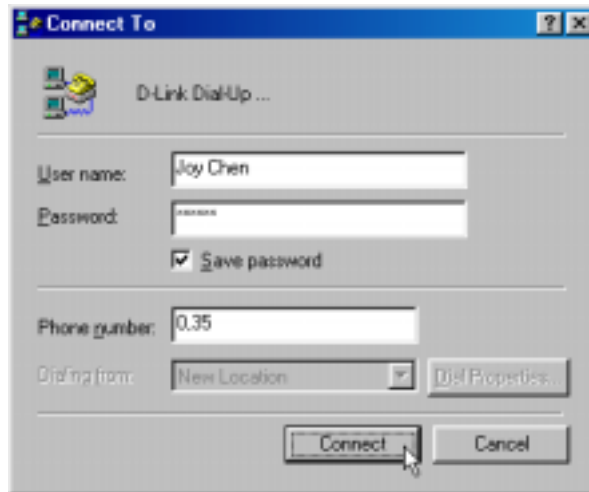 Connect To
D-Link Dial-Up ...
User name: Joy Chen
Password: ******
Save password
Phone number: 0,35
Dialing from: New Location Dial Properties...
Connect Cancel